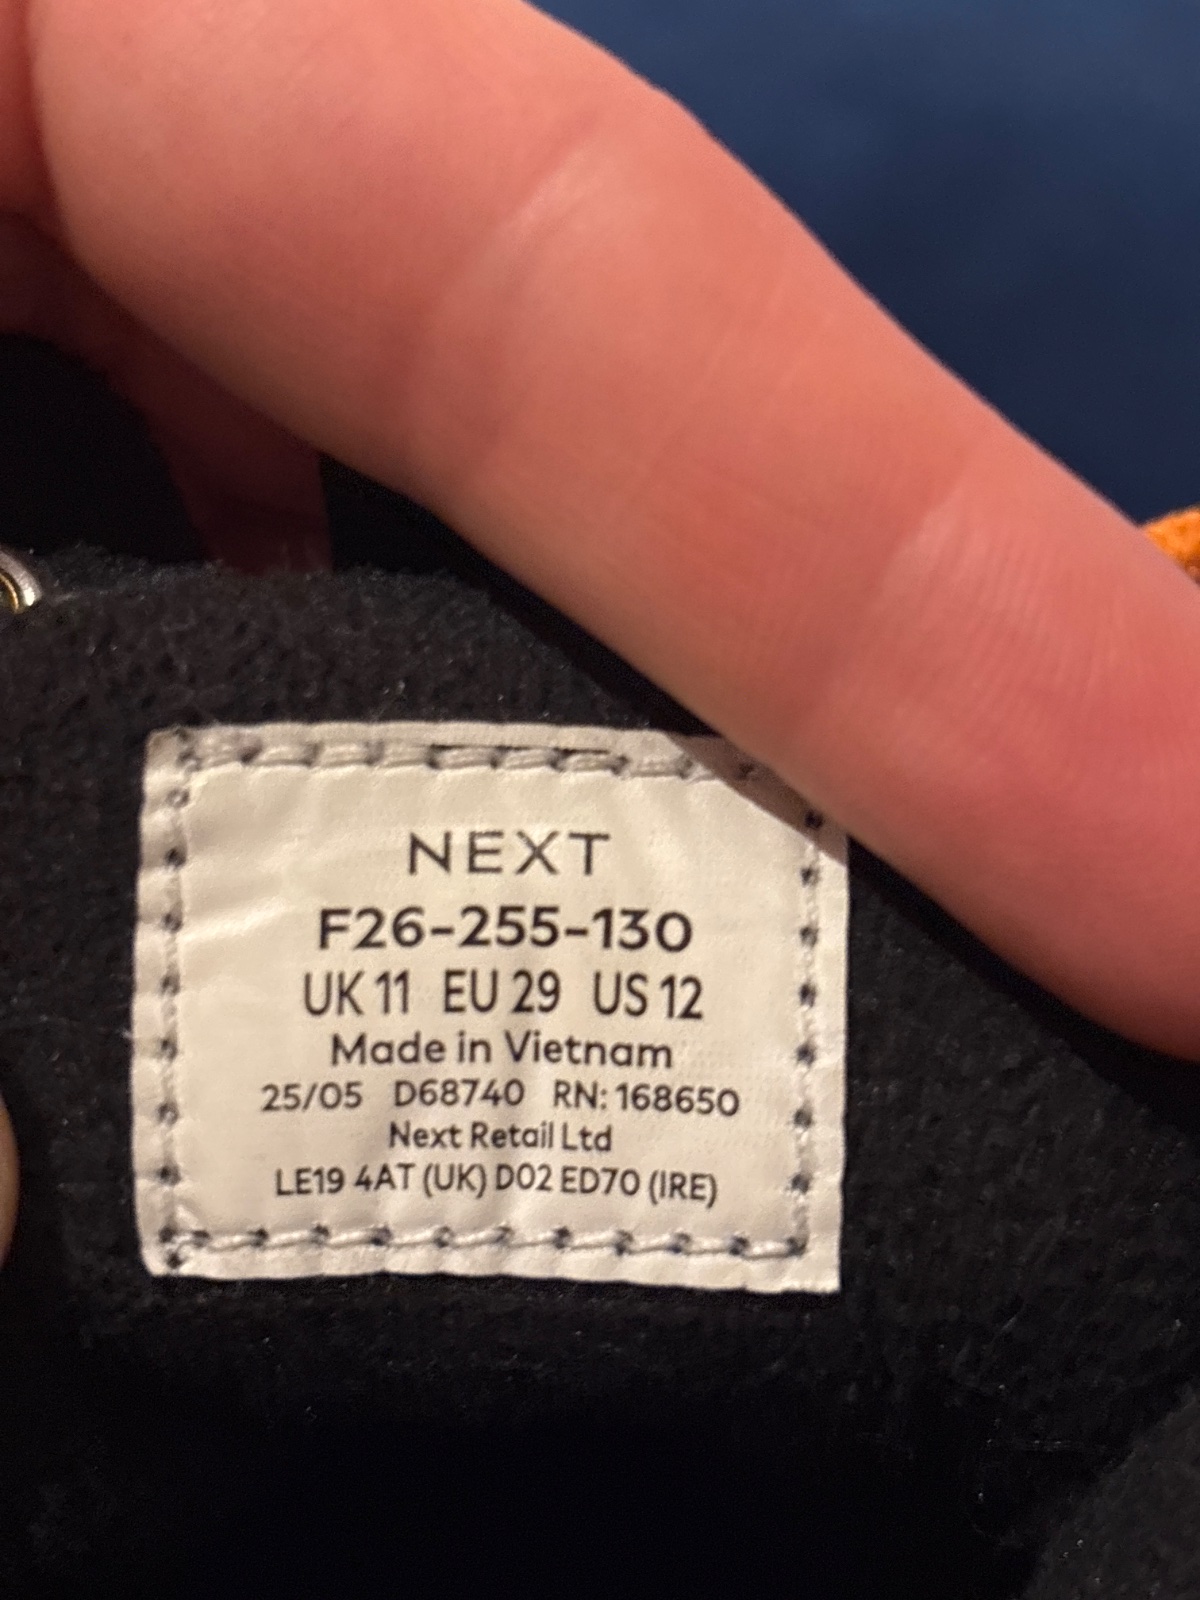 NEXT
F26-255-130
UK 11 EU 29 US 12
Made in Vietnam
25/05 D68740 RN: 168650
Next Retail Ltd
LE19 4AT (UK) D02 ED70 (IRE)